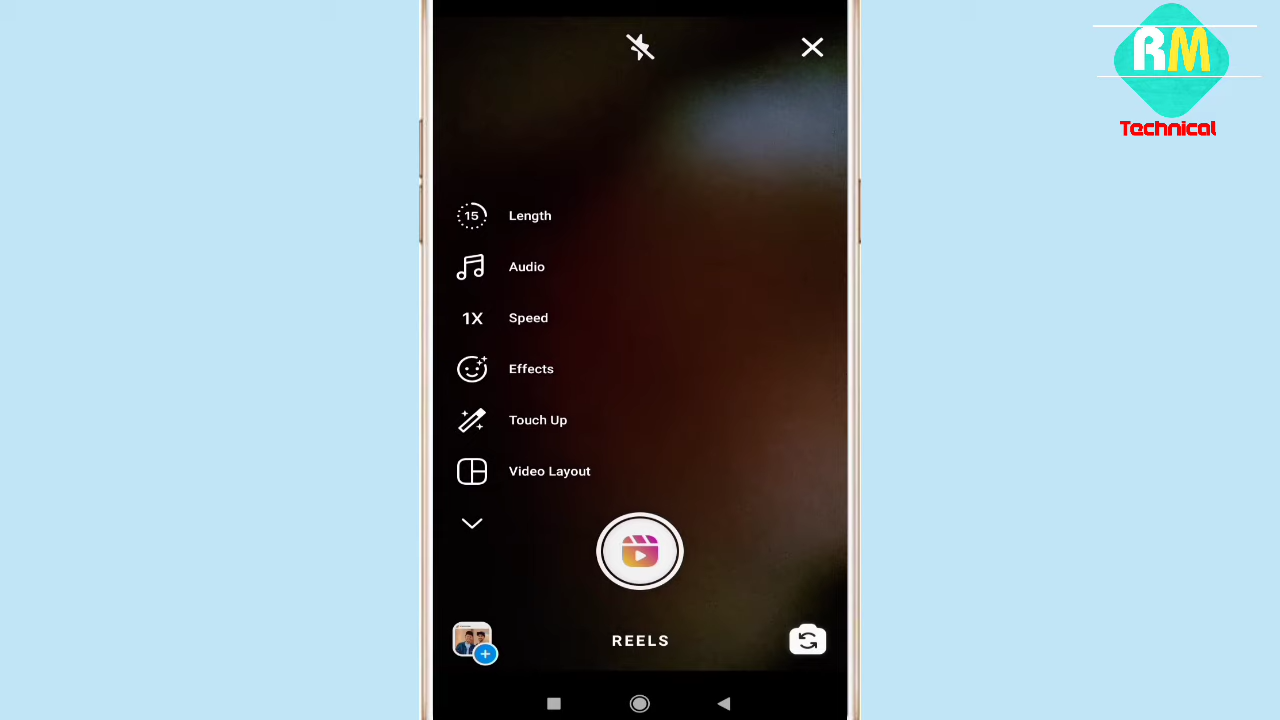 RM
Technical
15 Length
Audio
1X Speed
Effects
Touch Up
Video Layout
REELS